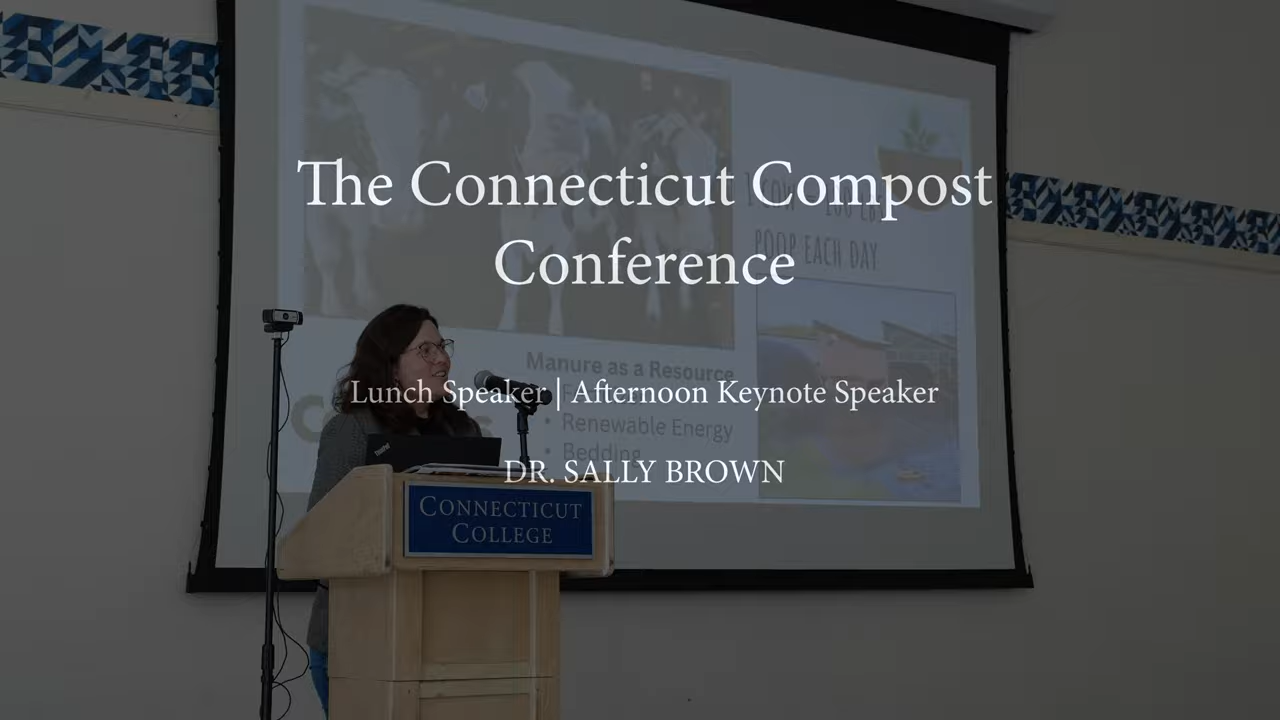 The Connecticut Compost
Conference
Lunch Speaker | Afternoon Keynote Speaker
DR. SALLY BROWN
POOP EACH DAY
Manure as a Resource
• Renewable Energy
• Bedding
ThinkPad
CONNECTICUT
COLLEGE